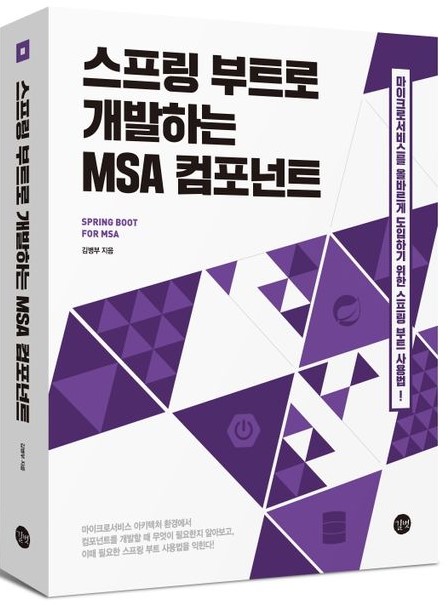 스프링 부트로
개발하는
MSA 컴포넌트
SPRING BOOT
FOR MSA
김병부 지음
마이크로서비스를 올바르게 도입하기 위한 스프링 부트 사용법!
마이크로서비스 아키텍처 환경에서
컴포넌트를 개발할 때 무엇이 필요한지 알아보고,
이때 필요한 스프링 부트 사용법을 익힌다!
길벗
스프링 부트로 개발하는 MSA 컴포넌트
김병부 지음
길벗